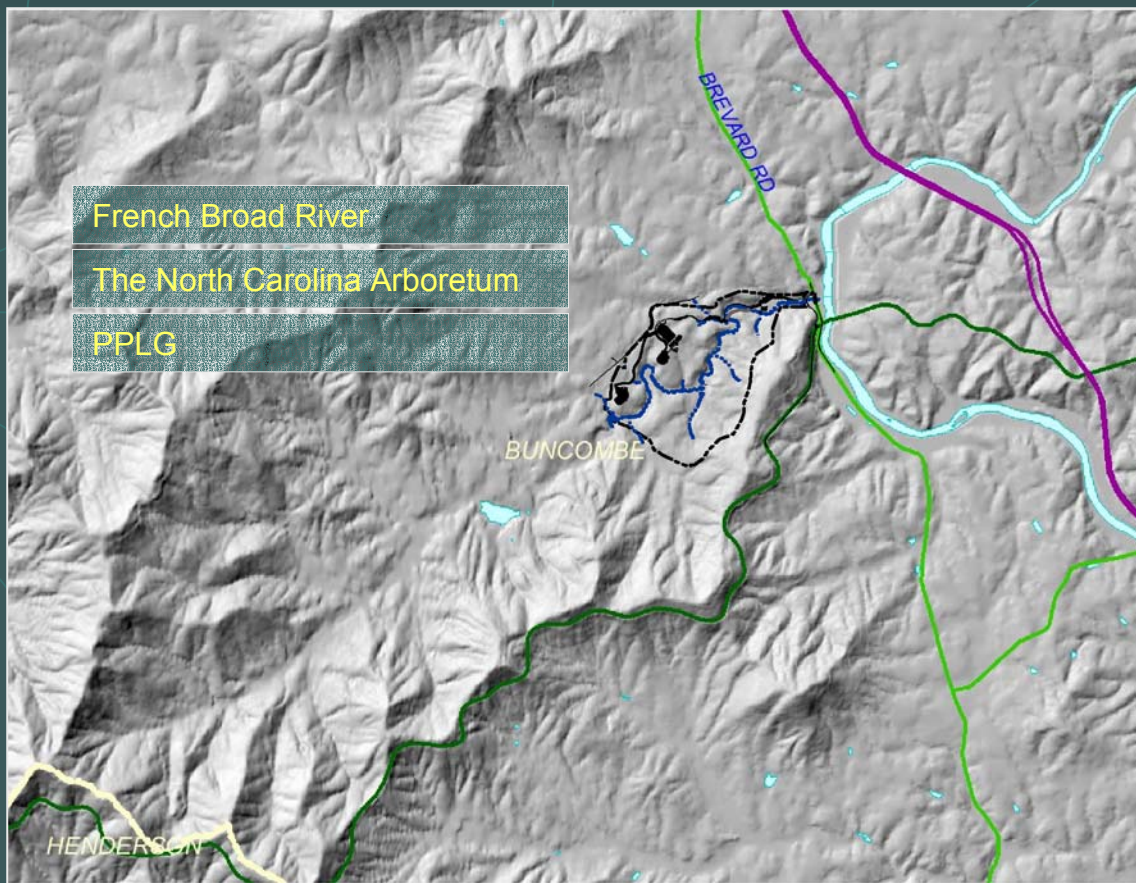 BREVARD RD
French Broad River
The North Carolina Arboretum
PPLG
BUNCOMBE
HENDERSON